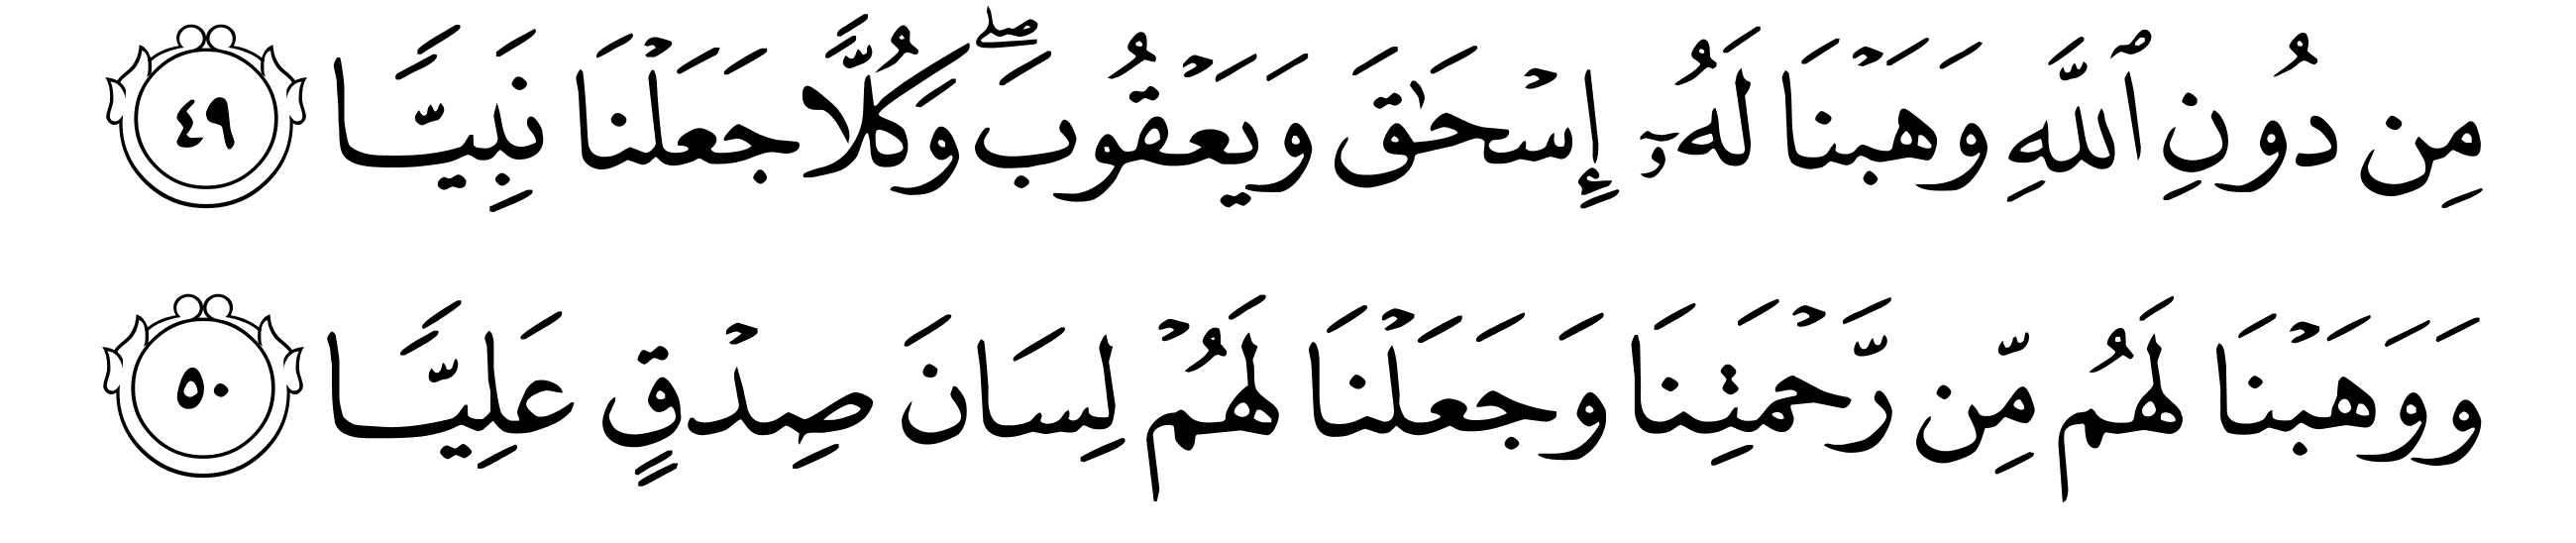 مِن دُونِ ٱللَّهِ وَهَبْنَا لَهُۥٓ إِسْحَٰقَ وَيَعْقُوبَ ۖ وَكُلًّا جَعَلْنَا نَبِيًّا ٤٩
وَوَهَبْنَا لَهُم مِّن رَّحْمَتِنَا وَجَعَلْنَا لَهُمْ لِسَانَ صِدْقٍ عَلِيًّا ٥٠